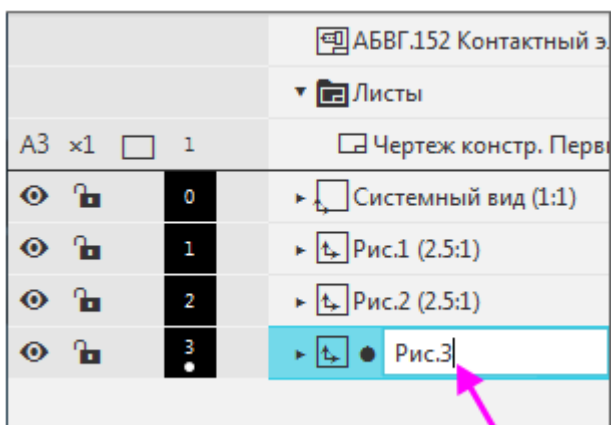 АБВГ.152 Контактный э
Листы
А3 ×1 1 Чертеж констр. Перв
0 Системный вид (1:1)
1 Рис.1 (2.5:1)
2 Рис.2 (2.5:1)
3 Рис.3